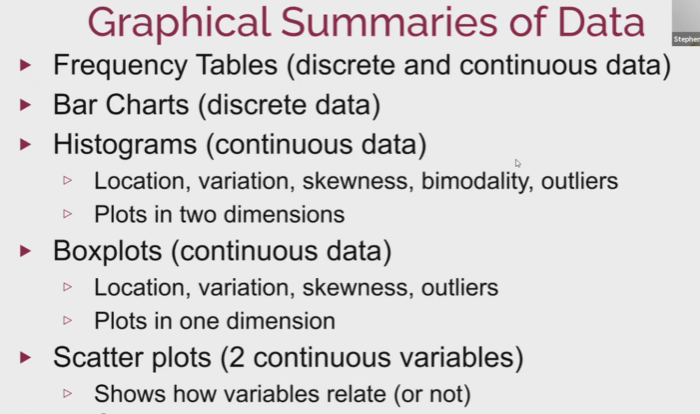 Graphical Summaries of Data
Stephen
Frequency Tables (discrete and continuous data)
Bar Charts (discrete data)
Histograms (continuous data)
Location, variation, skewness, bimodality, outliers
Plots in two dimensions
Boxplots (continuous data)
Location, variation, skewness, outliers
Plots in one dimension
Scatter plots (2 continuous variables)
Shows how variables relate (or not)